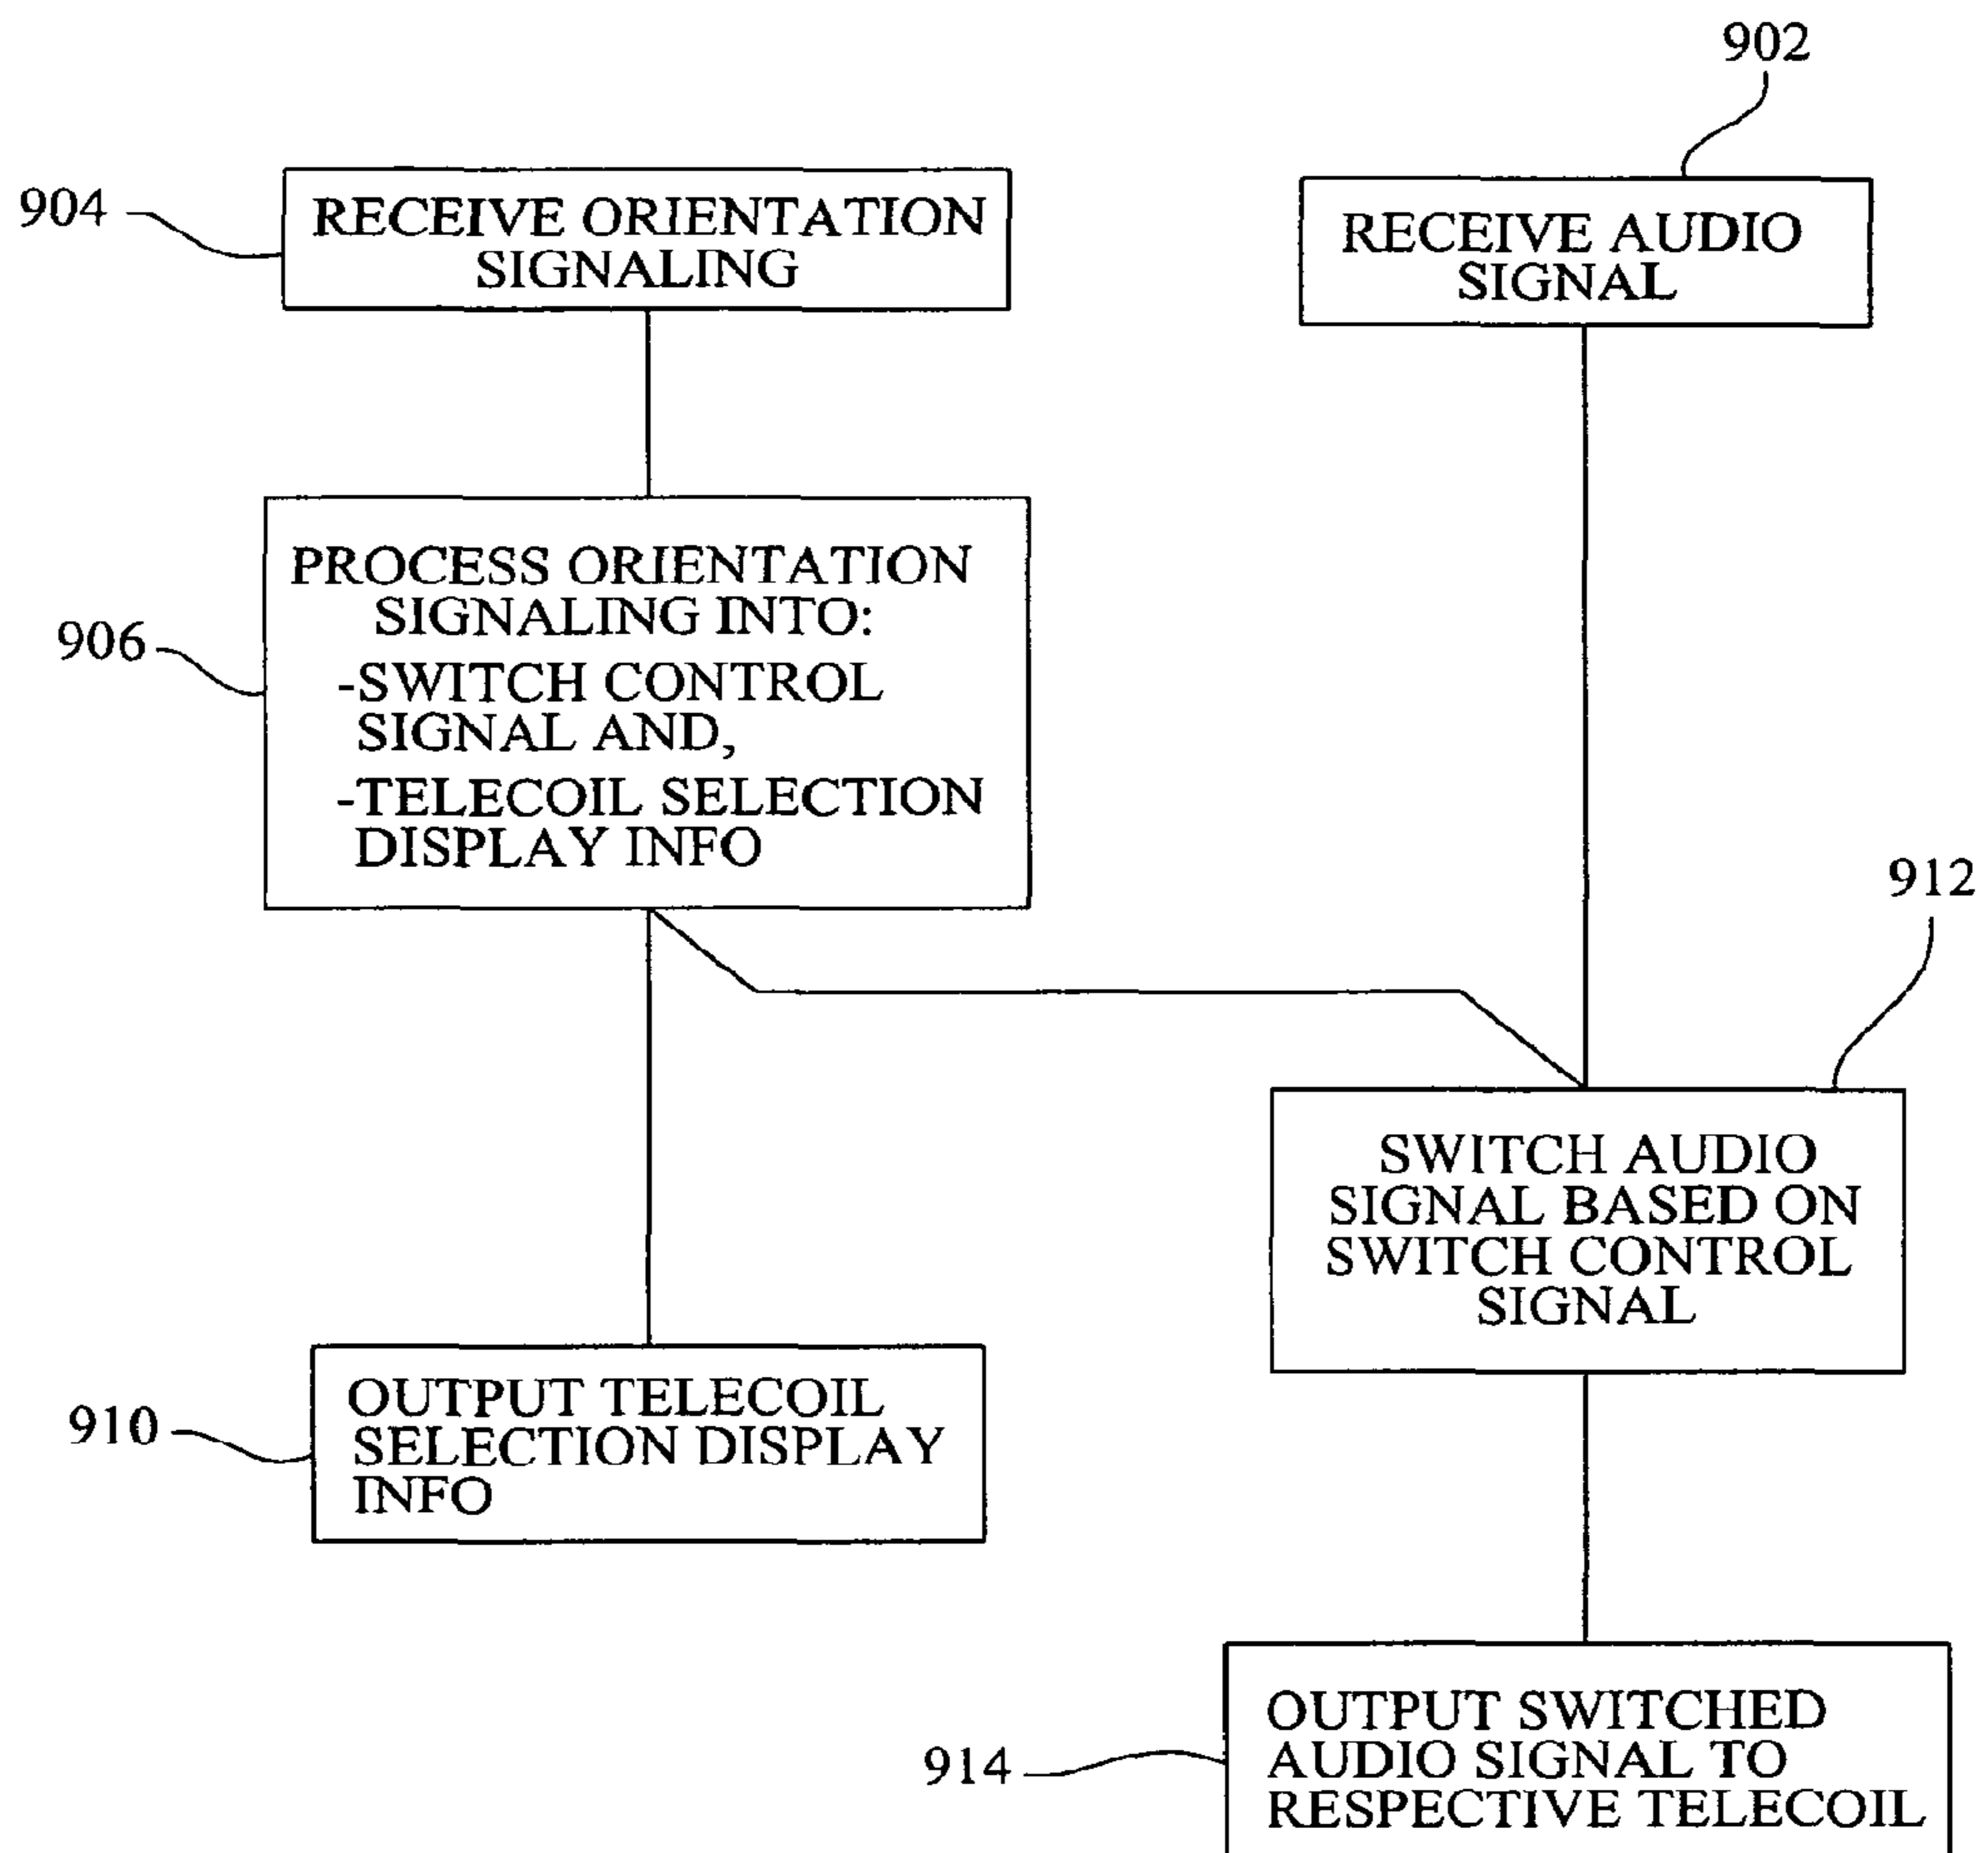 902
904
RECEIVE ORIENTATION
SIGNALING
RECEIVE AUDIO
SIGNAL
906
PROCESS ORIENTATION
SIGNALING INTO:
-SWITCH CONTROL
SIGNAL AND,
-TELECOIL SELECTION
DISPLAY INFO
912
SWITCH AUDIO
SIGNAL BASED ON
SWITCH CONTROL
SIGNAL
910
OUTPUT TELECOIL
SELECTION DISPLAY
INFO
914
OUTPUT SWITCHED
AUDIO SIGNAL TO
RESPECTIVE TELECOIL